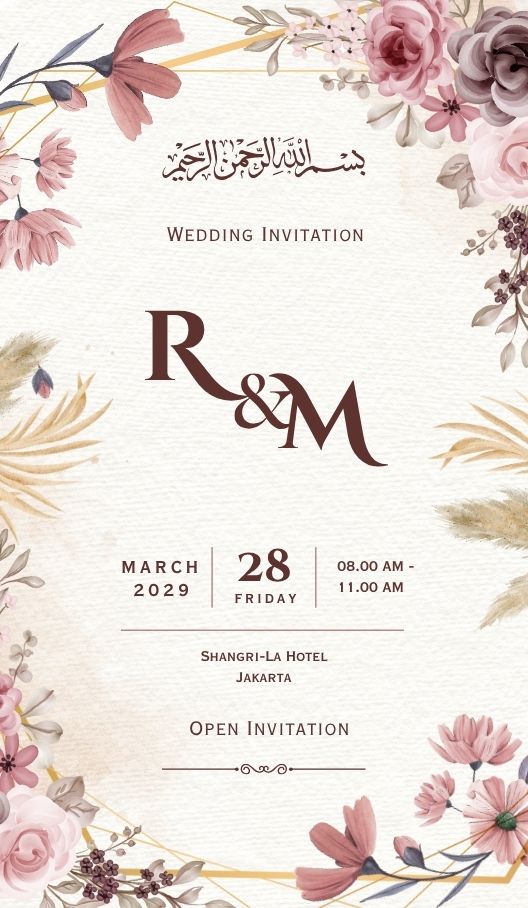 بسم الله الرحمن الرحيم
WEDDING INVITATION
R
&M
MARCH
2029
28
FRIDAY
08.00 AM -
11.00 AM
SHANGRI-LA HOTEL
JAKARTA
OPEN INVITATION